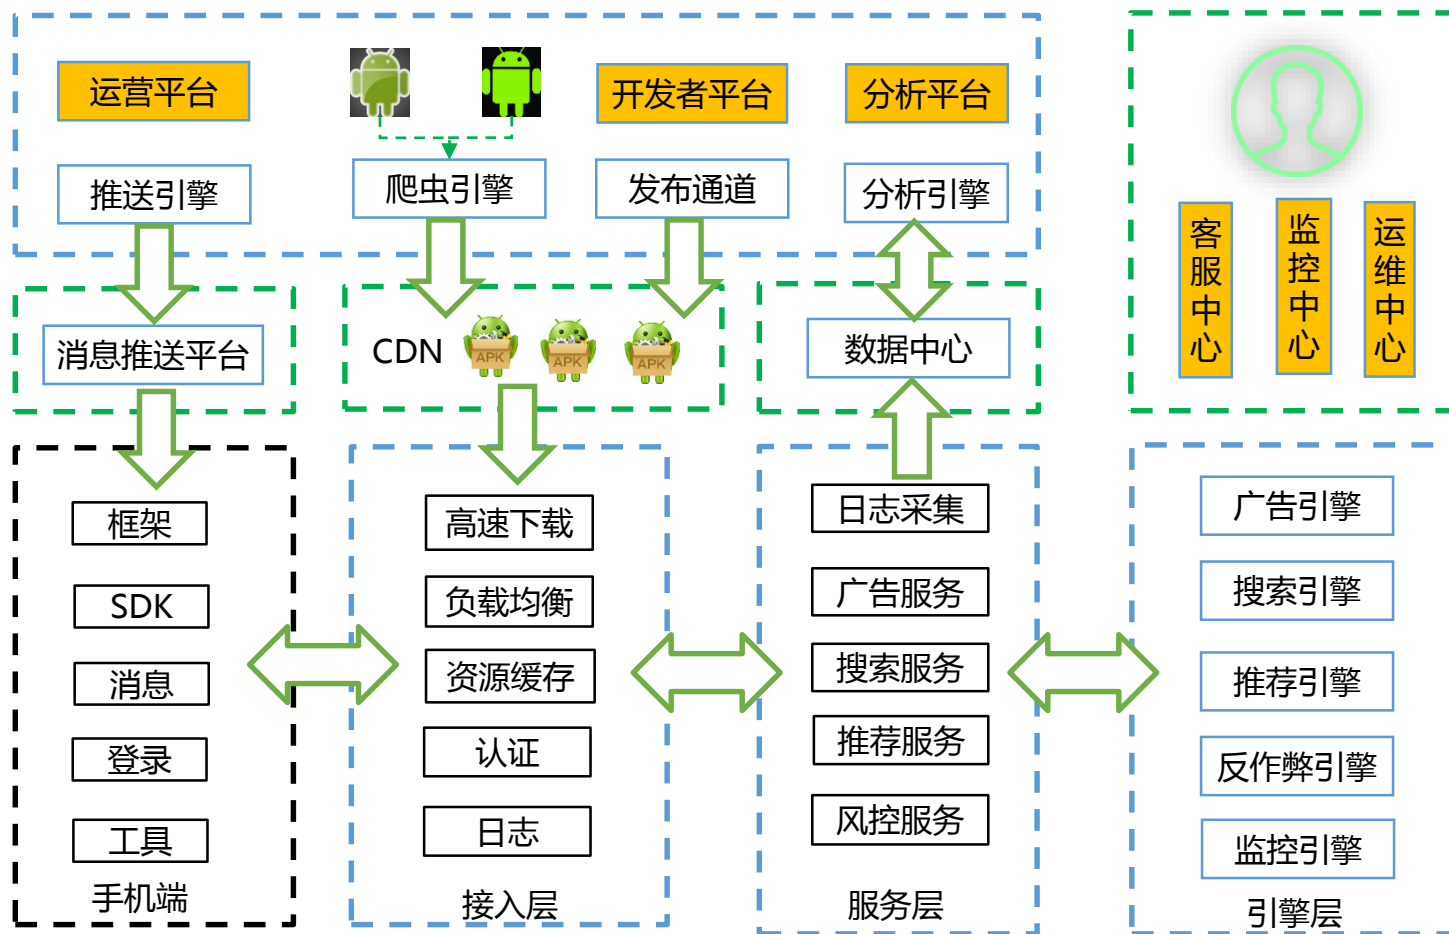 运营平台
开发者平台
分析平台
推送引擎
爬虫引擎
发布通道
分析引擎
客服中心
监控中心
运维中心
消息推送平台
CDN
APK
APK
APK
数据中心
框架
SDK
消息
登录
工具
手机端
高速下载
负载均衡
资源缓存
认证
日志
接入层
日志采集
广告服务
搜索服务
推荐服务
风控服务
服务层
广告引擎
搜索引擎
推荐引擎
反作弊引擎
监控引擎
引擎层